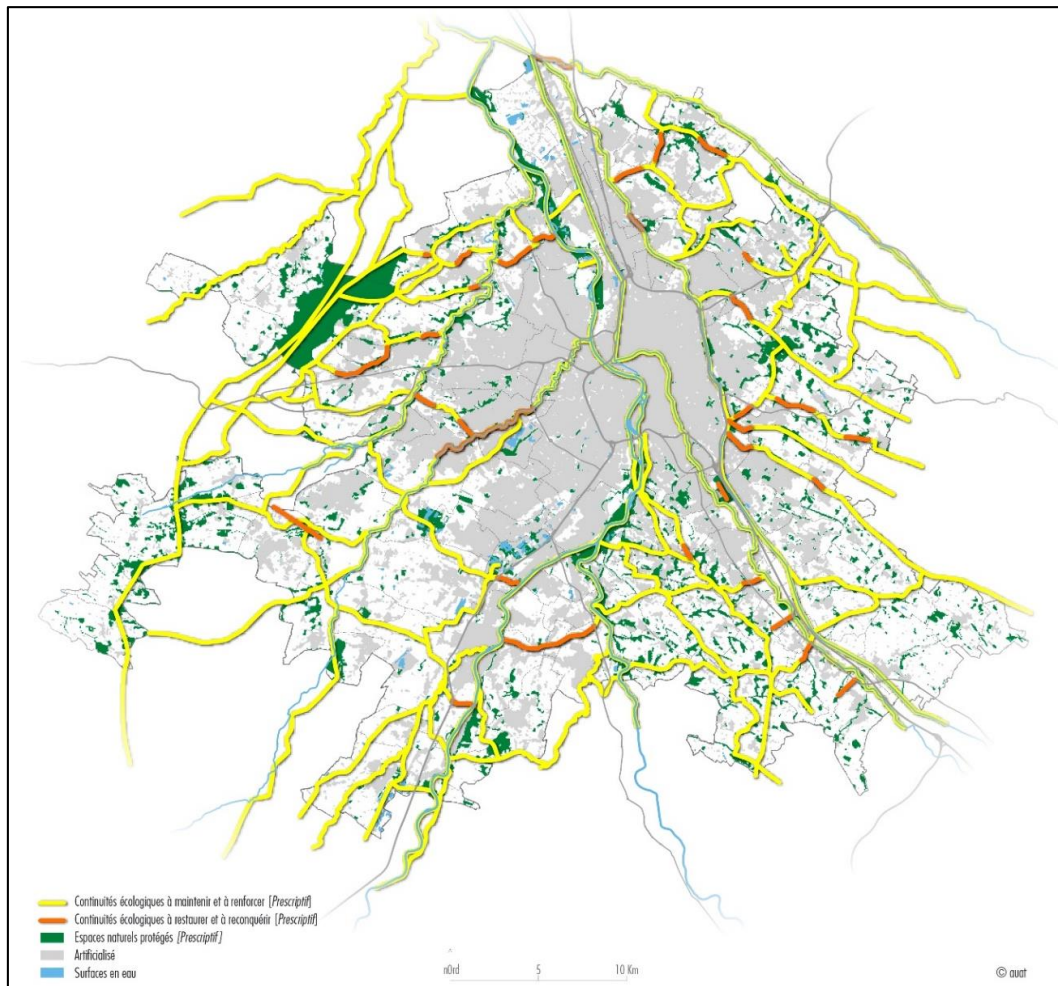 Continuités écologiques à maintenir et à renforcer [Prescriptif]
Continuités écologiques à restaurer et à reconquérir [Prescriptif]
Espaces naturels protégés [Prescriptif]
Artificialisé
Surfaces en eau
nOrd 5 10 Km
© auat